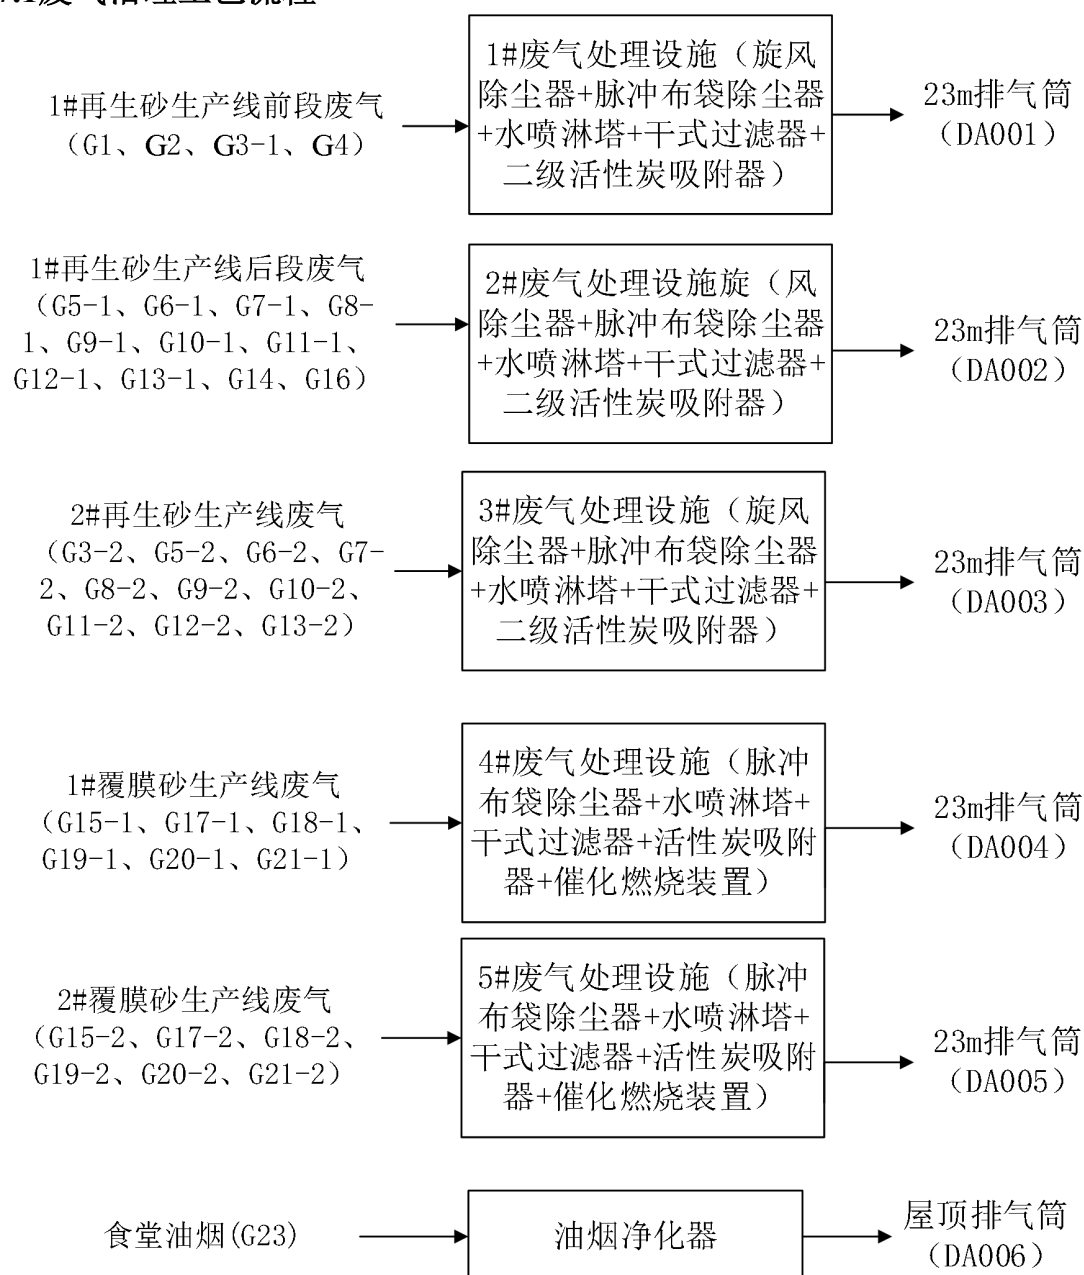 1#再生砂生产线前段废气
（G1、G2、G3-1、G4）
1#废气处理设施（旋风
除尘器+脉冲布袋除尘器
+水喷淋塔+干式过滤器+
二级活性炭吸附器）
23m排气筒
（DA001）
1#再生砂生产线后段废气
（G5-1、G6-1、G7-1、G8-
1、G9-1、G10-1、G11-1、
G12-1、G13-1、G14、G16）
2#废气处理设施旋（风
除尘器+脉冲布袋除尘器
+水喷淋塔+干式过滤器+
二级活性炭吸附器）
23m排气筒
（DA002）
2#再生砂生产线废气
（G3-2、G5-2、G6-2、G7-
2、G8-2、G9-2、G10-2、
G11-2、G12-2、G13-2）
3#废气处理设施（旋风
除尘器+脉冲布袋除尘器
+水喷淋塔+干式过滤器+
二级活性炭吸附器）
23m排气筒
（DA003）
1#覆膜砂生产线废气
（G15-1、G17-1、G18-1、
G19-1、G20-1、G21-1）
4#废气处理设施（脉冲
布袋除尘器+水喷淋塔+
干式过滤器+活性炭吸附
器+催化燃烧装置）
23m排气筒
（DA004）
2#覆膜砂生产线废气
（G15-2、G17-2、G18-2、
G19-2、G20-2、G21-2）
5#废气处理设施（脉冲
布袋除尘器+水喷淋塔+
干式过滤器+活性炭吸附
器+催化燃烧装置）
23m排气筒
（DA005）
食堂油烟(G23)
油烟净化器
屋顶排气筒
（DA006）